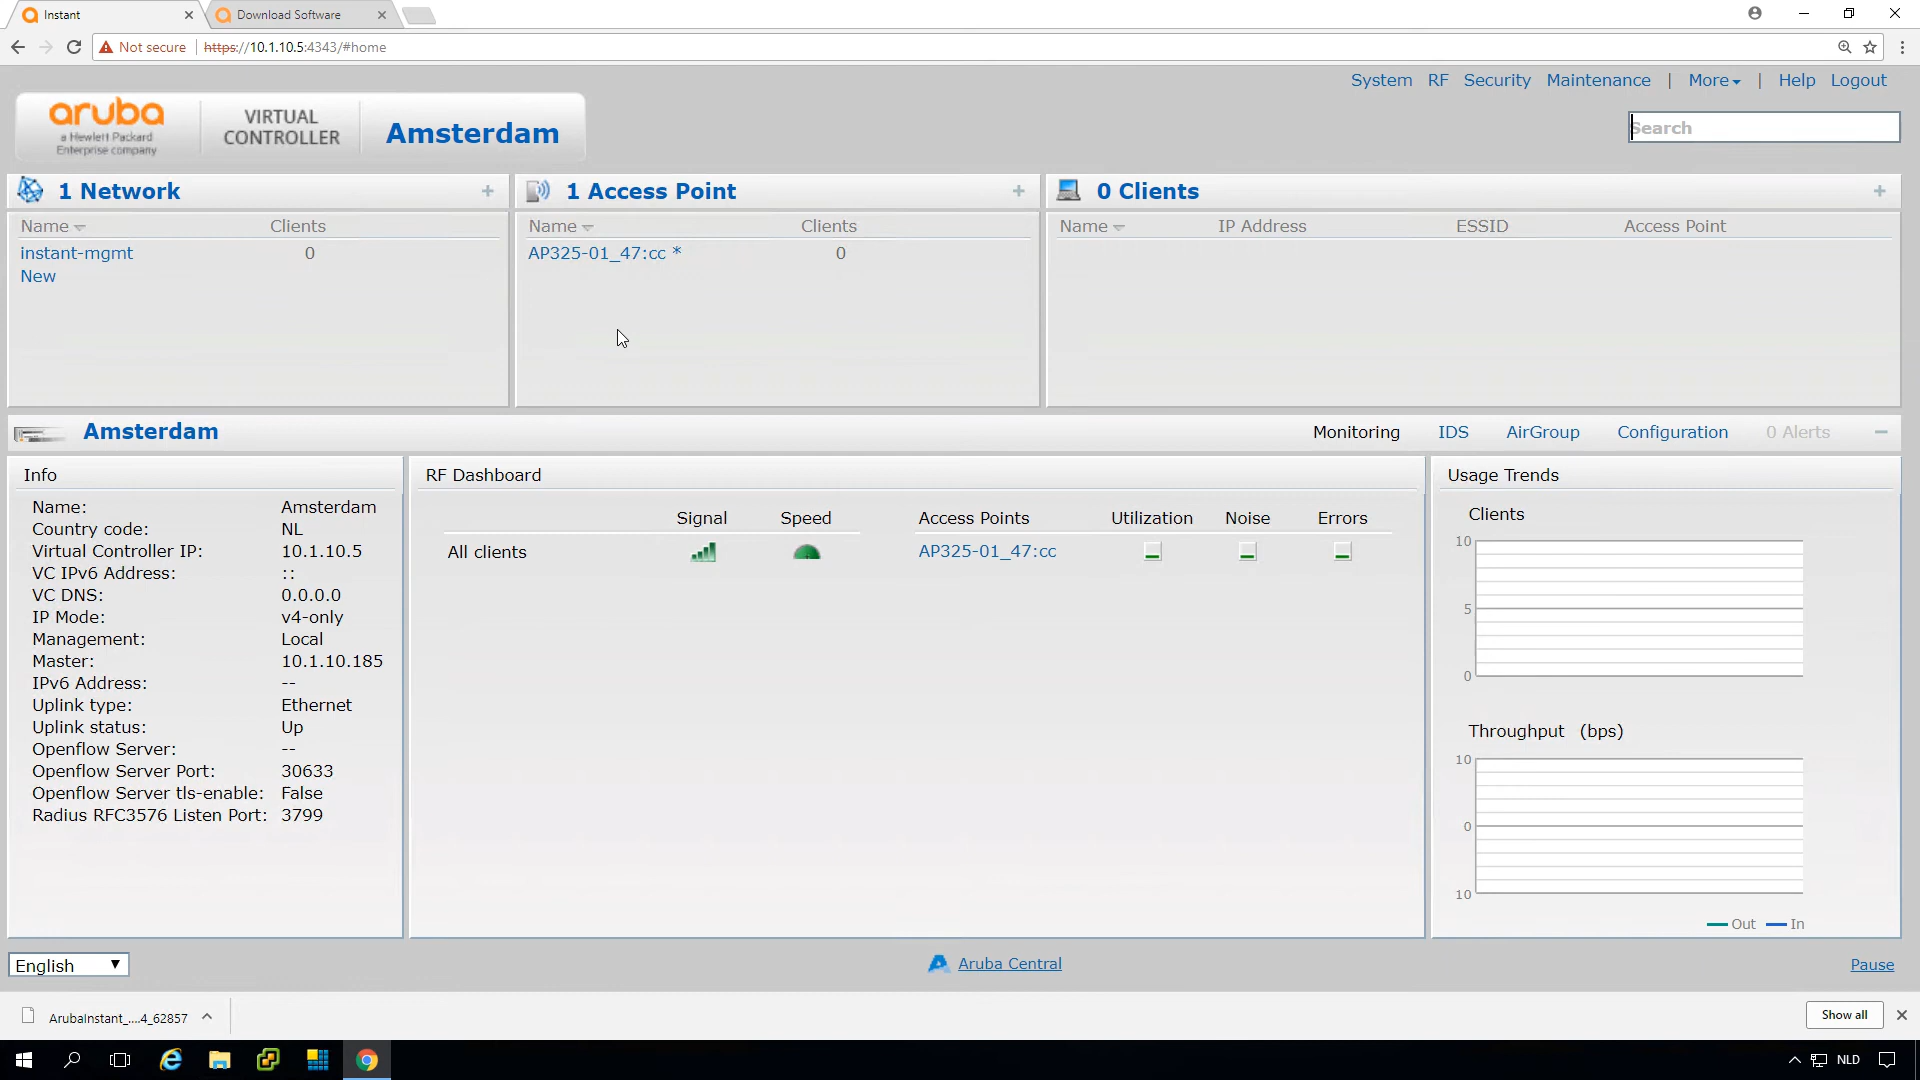 Instant
Download Software
Not secure
https://10.1.10.5:4343/#home
System
RF
Security
Maintenance
|
More
|
Help
Logout
aruba
a Hewlett Packard
Enterprise company
VIRTUAL
CONTROLLER
Amsterdam
Search
1 Network
+
Name
Clients
instant-mgmt
0
New
1 Access Point
+
Name
Clients
AP325-01_47:cc *
0
0 Clients
+
Name
IP Address
ESSID
Access Point
Amsterdam
Monitoring
IDS
AirGroup
Configuration
0 Alerts
Info
Name: Amsterdam
Country code: NL
Virtual Controller IP: 10.1.10.5
VC IPv6 Address: ::
VC DNS: 0.0.0.0
IP Mode: v4-only
Management: Local
Master: 10.1.10.185
IPv6 Address: --
Uplink type: Ethernet
Uplink status: Up
Openflow Server: --
Openflow Server Port: 30633
Openflow Server tls-enable: False
Radius RFC3576 Listen Port: 3799
RF Dashboard
Signal
Speed
All clients
Access Points
Utilization
Noise
Errors
AP325-01_47:cc
Usage Trends
Clients
10
5
0
Throughput (bps)
10
0
10
Out
In
English
Aruba Central
Pause
ArubaInstant_....4_62857
Show all
NLD